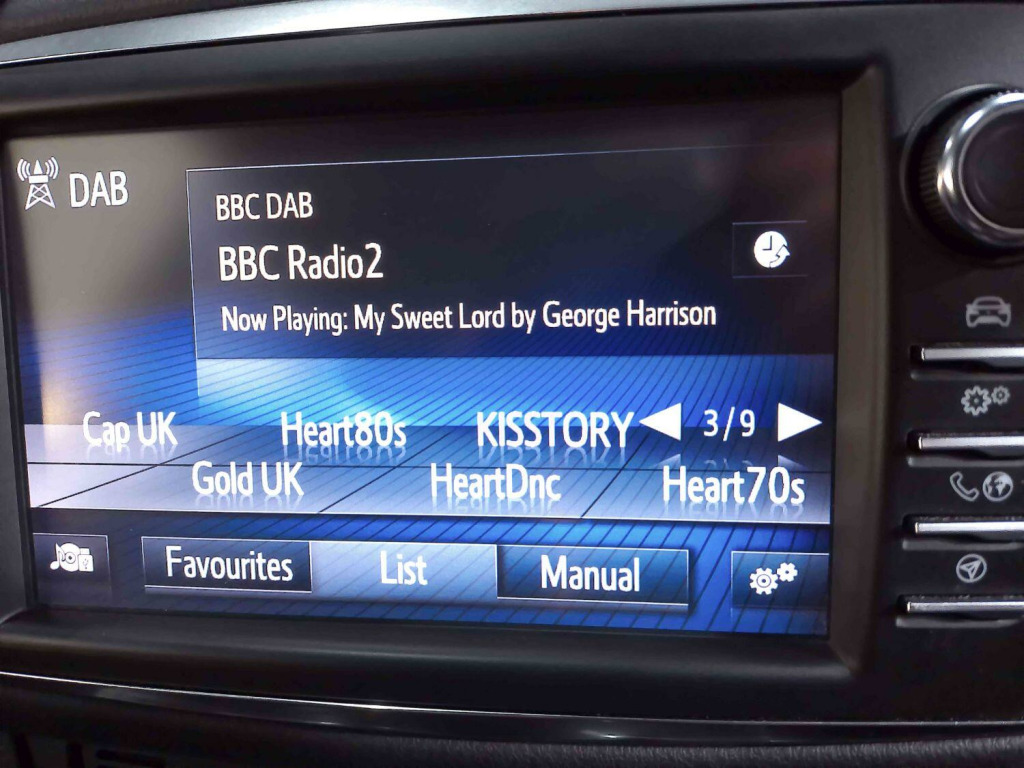 DAB
BBC DAB
BBC Radio2
Now Playing: My Sweet Lord by George Harrison
Cap UK Heart80s KISSTORY 3/9
Gold UK HeartDnc Heart70s
Favourites List Manual